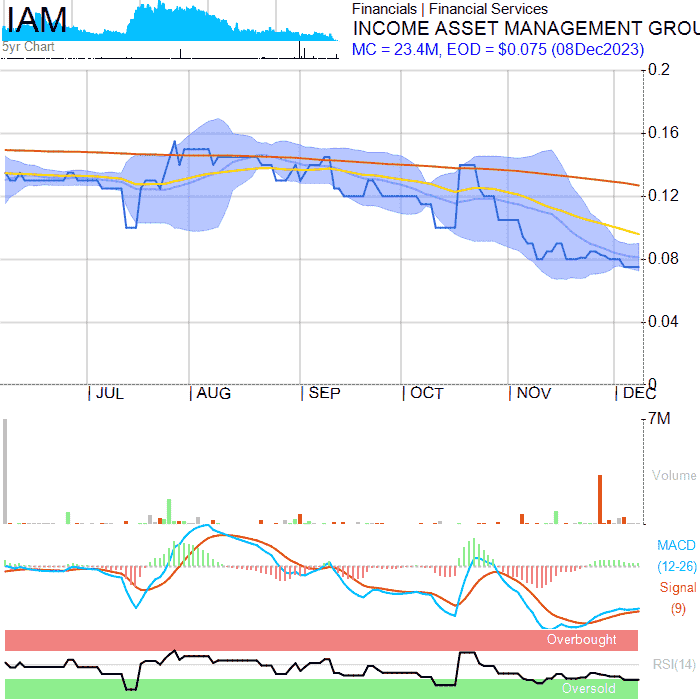 IAM
5yr Chart
Financials | Financial Services
INCOME ASSET MANAGEMENT GROU
MC = 23.4M, EOD = $0.075 (08Dec2023)
0.2
0.16
0.12
0.08
0.04
0
JUL AUG SEP OCT NOV DEC
7M
Volume
MACD
(12-26)
Signal
(9)
Overbought
RSI(14)
Oversold